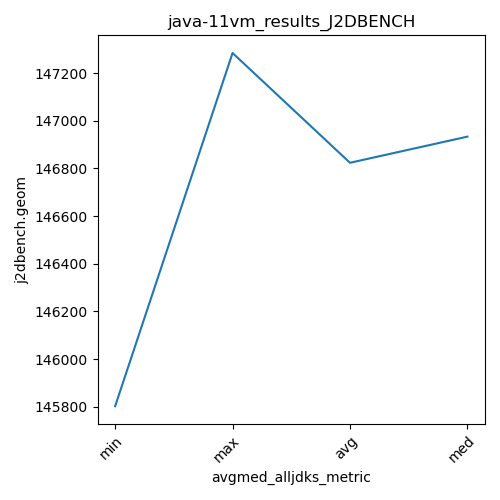 java-11vm_results_J2DBENCH
147200
147000
146800
146600
146400
146200
146000
145800
j2dbench.geom
min
max
avg
med
avgmed_alljdks_metric